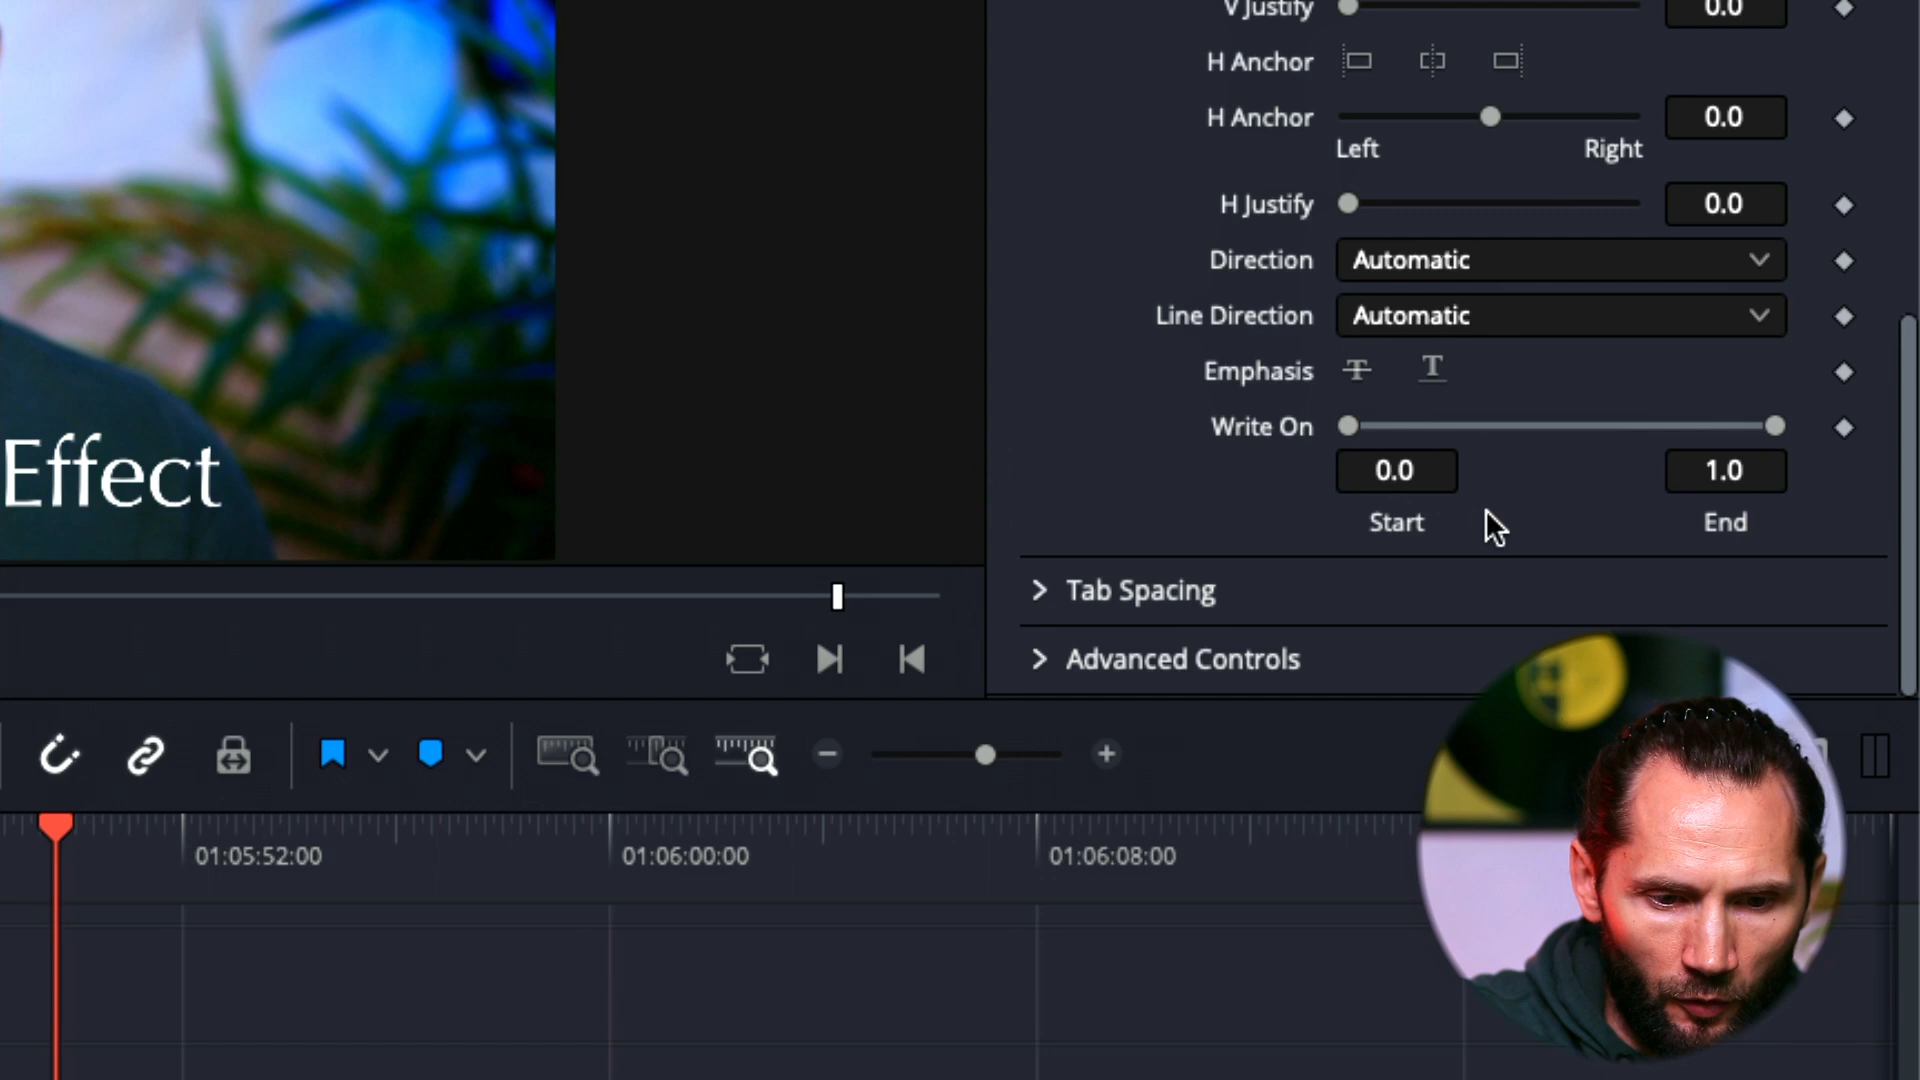 V Justify
0.0
H Anchor
H Anchor
0.0
Left
Right
H Justify
0.0
Direction
Automatic
Line Direction
Automatic
Emphasis
T
T
Write On
0.0
1.0
Start
End
Tab Spacing
Advanced Controls
Effect
01:05:52:00
01:06:00:00
01:06:08:00